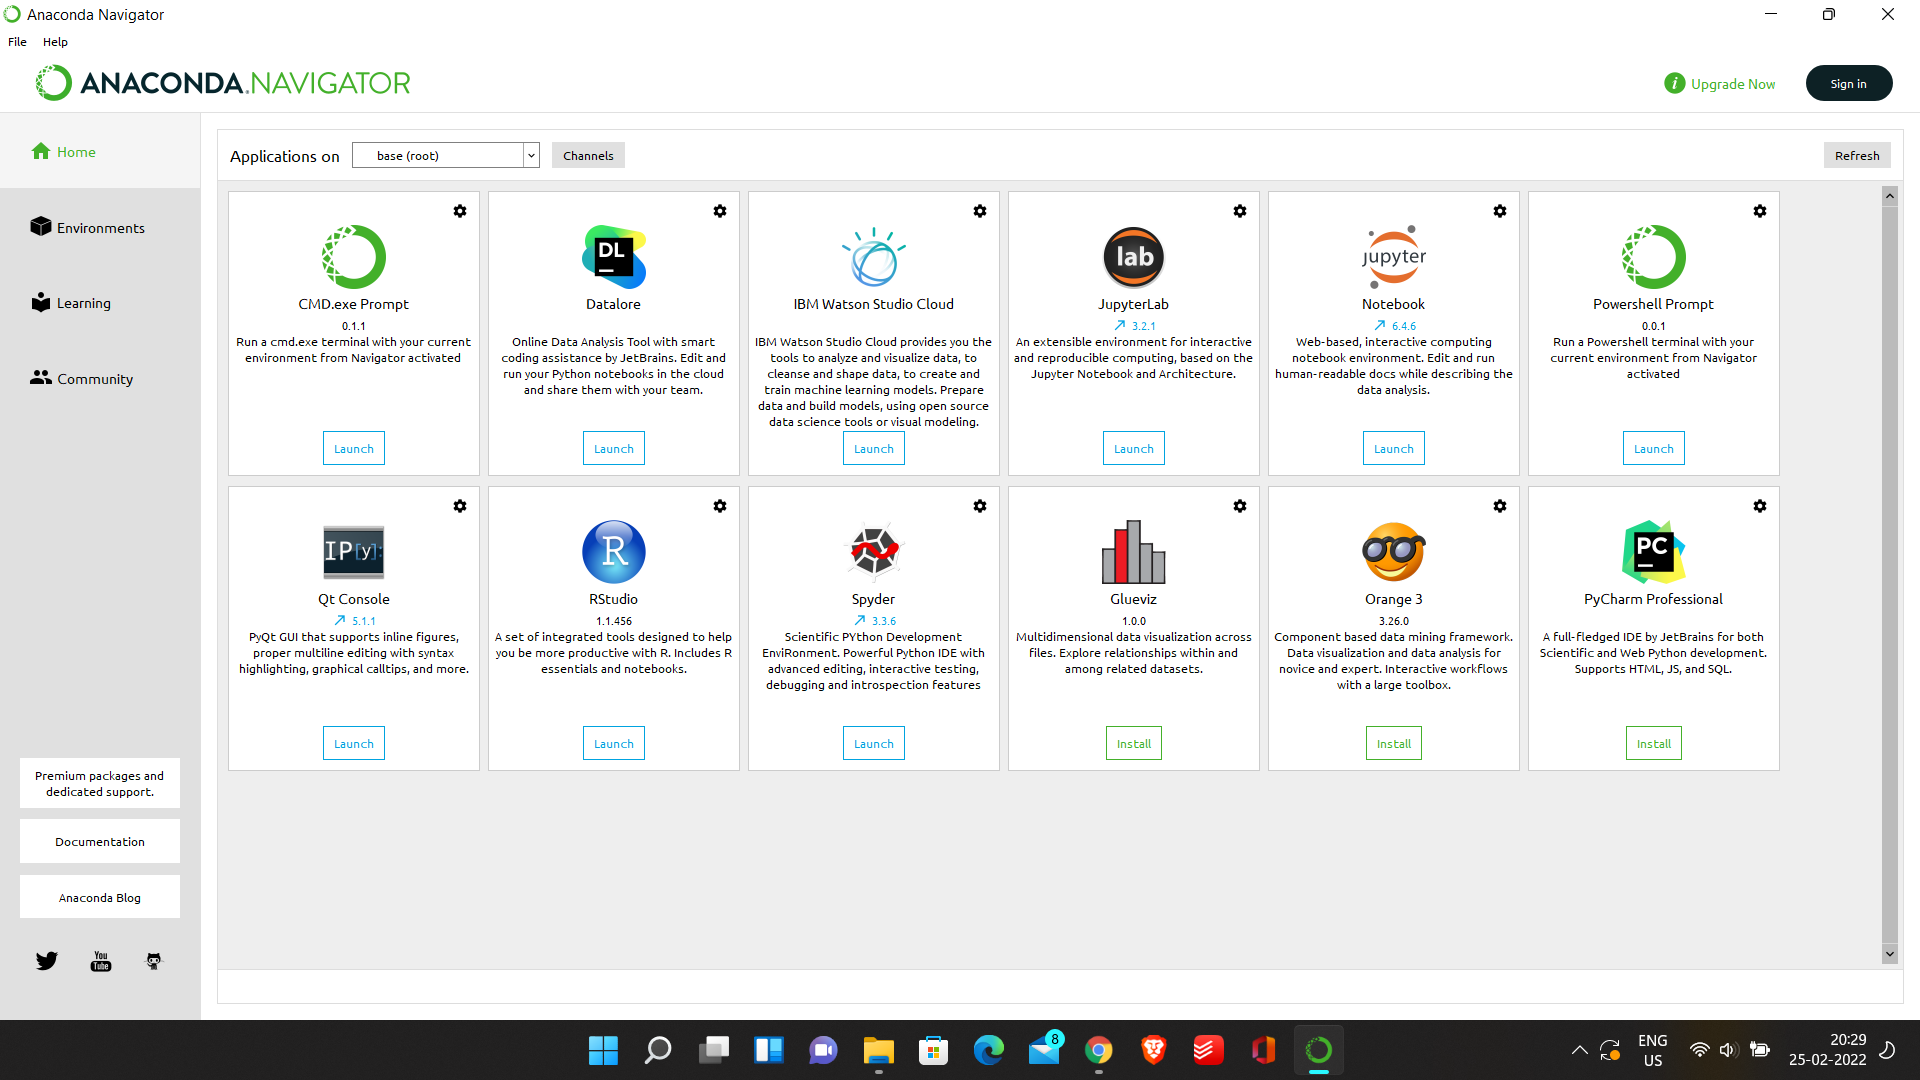 Anaconda Navigator
File Help
ANACONDA.NAVIGATOR
Upgrade Now
Sign in
Home
Environments
Learning
Community
Premium packages and
dedicated support.
Documentation
Anaconda Blog
You
Tube
Applications on base (root) Channels Refresh
CMD.exe Prompt
0.1.1
Run a cmd.exe terminal with your current
environment from Navigator activated
Launch
DL
Datalore
Online Data Analysis Tool with smart
coding assistance by JetBrains. Edit and
run your Python notebooks in the cloud
and share them with your team.
Launch
IBM Watson Studio Cloud
IBM Watson Studio Cloud provides you the
tools to analyze and visualize data, to
cleanse and shape data, to create and
train machine learning models. Prepare
data and build models, using open source
data science tools or visual modeling.
Launch
lab
JupyterLab
3.2.1
An extensible environment for interactive
and reproducible computing, based on the
Jupyter Notebook and Architecture.
Launch
jupyter
Notebook
6.4.6
Web-based, interactive computing
notebook environment. Edit and run
human-readable docs while describing the
data analysis.
Launch
Powershell Prompt
0.0.1
Run a Powershell terminal with your
current environment from Navigator
activated
Launch
IP[y]:
Qt Console
5.1.1
PyQt GUI that supports inline figures,
proper multiline editing with syntax
highlighting, graphical calltips, and more.
Launch
R
RStudio
1.1.456
A set of integrated tools designed to help
you be more productive with R. Includes R
essentials and notebooks.
Launch
Spyder
3.3.6
Scientific PYthon Development
EnviRonment. Powerful Python IDE with
advanced editing, interactive testing,
debugging and introspection features
Launch
Glueviz
1.0.0
Multidimensional data visualization across
files. Explore relationships within and
among related datasets.
Install
Orange 3
3.26.0
Component based data mining framework.
Data visualization and data analysis for
novice and expert. Interactive workflows
with a large toolbox.
Install
PC
PyCharm Professional
A full-fledged IDE by JetBrains for both
Scientific and Web Python development.
Supports HTML, JS, and SQL.
Install
8
ENG
US
20:29
25-02-2022